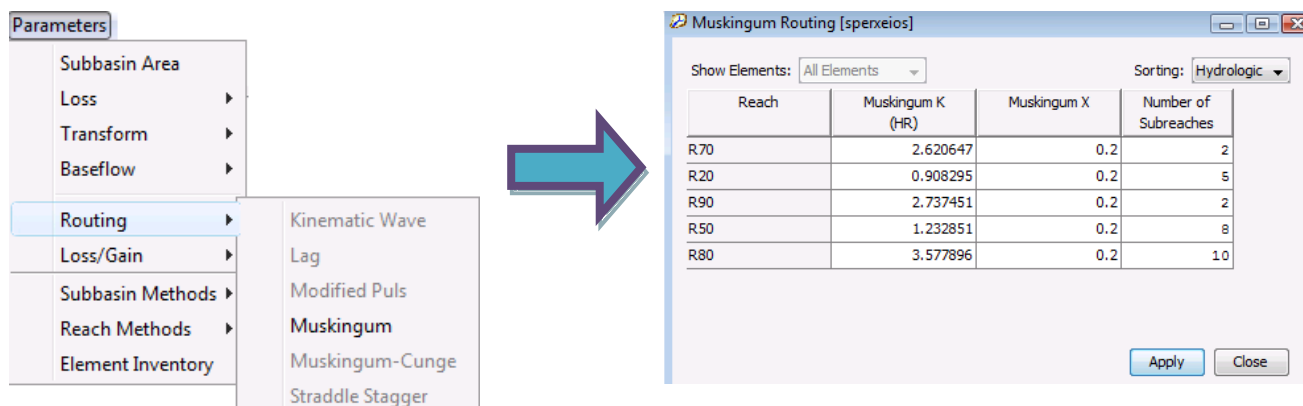 Parameters
Subbasin Area
Loss
Transform
Baseflow
Routing
Loss/Gain
Subbasin Methods
Reach Methods
Element Inventory
Kinematic Wave
Lag
Modified Puls
Muskingum
Muskingum-Cunge
Straddle Stagger
Muskingum Routing [sperxeios]
Show Elements: All Elements Sorting: Hydrologic
Reach Muskingum K Muskingum X Number of
(HR) Subreaches
R70 2.620647 0.2 2
R20 0.908295 0.2 5
R90 2.737451 0.2 2
R50 1.232851 0.2 8
R80 3.577896 0.2 10
Apply Close